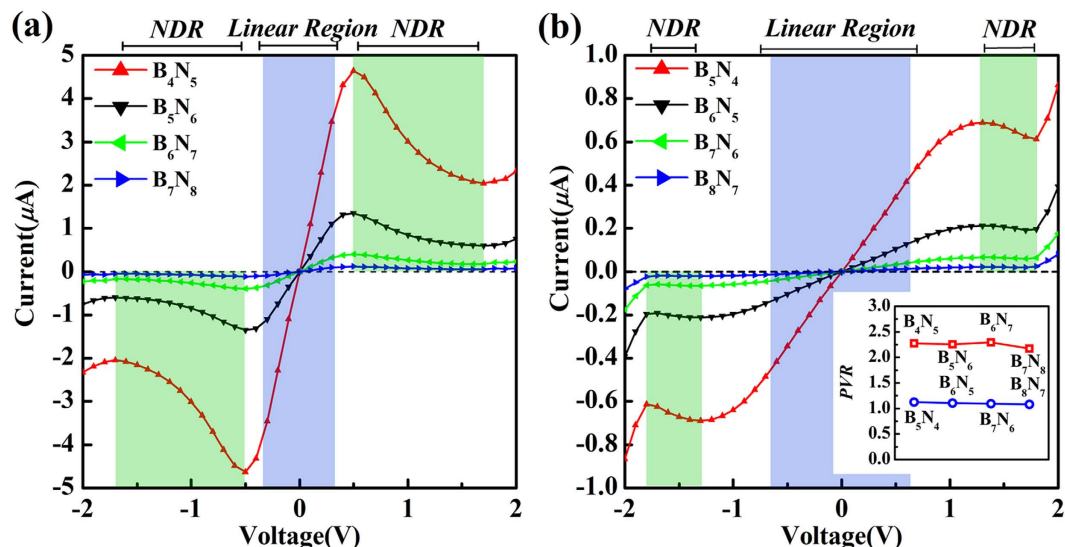 (a)
NDR
Linear Region
NDR
B₄N₅
B₅N₆
B₆N₇
B₇N₈
5
4
3
2
1
0
-1
-2
-3
-4
-5
Current(μA)
-2
-1
0
1
2
Voltage(V)
(b)
NDR
Linear Region
NDR
B₅N₄
B₆N₅
B₇N₆
B₈N₇
1.0
0.8
0.6
0.4
0.2
0.0
-0.2
-0.4
-0.6
-0.8
-1.0
Current(μA)
-2
-1
0
1
2
Voltage(V)
3.0
2.5
2.0
1.5
1.0
0.5
0.0
PVR
B₄N₅
B₅N₆
B₆N₇
B₇N₈
B₅N₄
B₆N₅
B₇N₆
B₈N₇